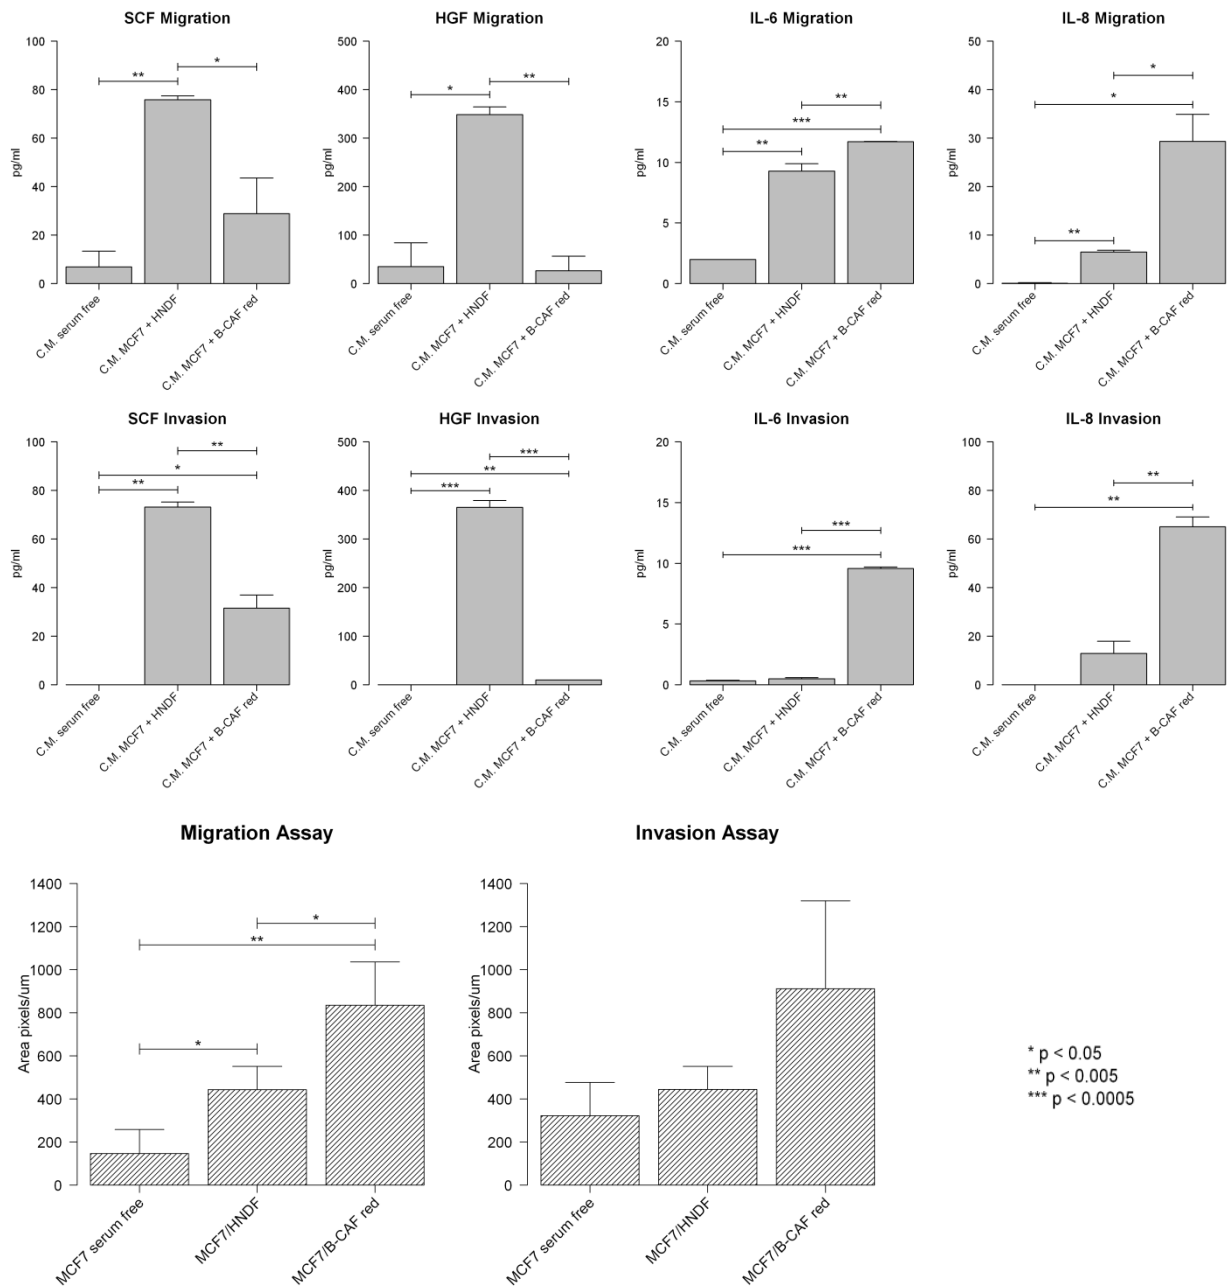 SCF Migration
HGF Migration
IL-6 Migration
IL-8 Migration
pg/ml
100
80
60
40
20
0
**
*
C.M. serum free
C.M. MCF7 + HNDF
C.M. MCF7 + B-CAF red
pg/ml
500
400
300
200
100
0
*
**
C.M. serum free
C.M. MCF7 + HNDF
C.M. MCF7 + B-CAF red
pg/ml
20
15
10
5
0
**
***
**
C.M. serum free
C.M. MCF7 + HNDF
C.M. MCF7 + B-CAF red
pg/ml
50
40
30
20
10
0
*
*
**
C.M. serum free
C.M. MCF7 + HNDF
C.M. MCF7 + B-CAF red
SCF Invasion
HGF Invasion
IL-6 Invasion
IL-8 Invasion
pg/ml
100
80
60
40
20
0
**
*
**
C.M. serum free
C.M. MCF7 + HNDF
C.M. MCF7 + B-CAF red
pg/ml
500
400
300
200
100
0
***
**
***
C.M. serum free
C.M. MCF7 + HNDF
C.M. MCF7 + B-CAF red
pg/ml
20
15
10
5
0
***
***
C.M. serum free
C.M. MCF7 + HNDF
C.M. MCF7 + B-CAF red
pg/ml
100
80
60
40
20
0
**
**
C.M. serum free
C.M. MCF7 + HNDF
C.M. MCF7 + B-CAF red
Migration Assay
Invasion Assay
Area pixels/um
1400
1200
1000
800
600
400
200
0
*
**
*
MCF7 serum free
MCF7/HNDF
MCF7/B-CAF red
Area pixels/um
1400
1200
1000
800
600
400
200
0
MCF7 serum free
MCF7/HNDF
MCF7/B-CAF red
* p < 0.05
** p < 0.005
*** p < 0.0005